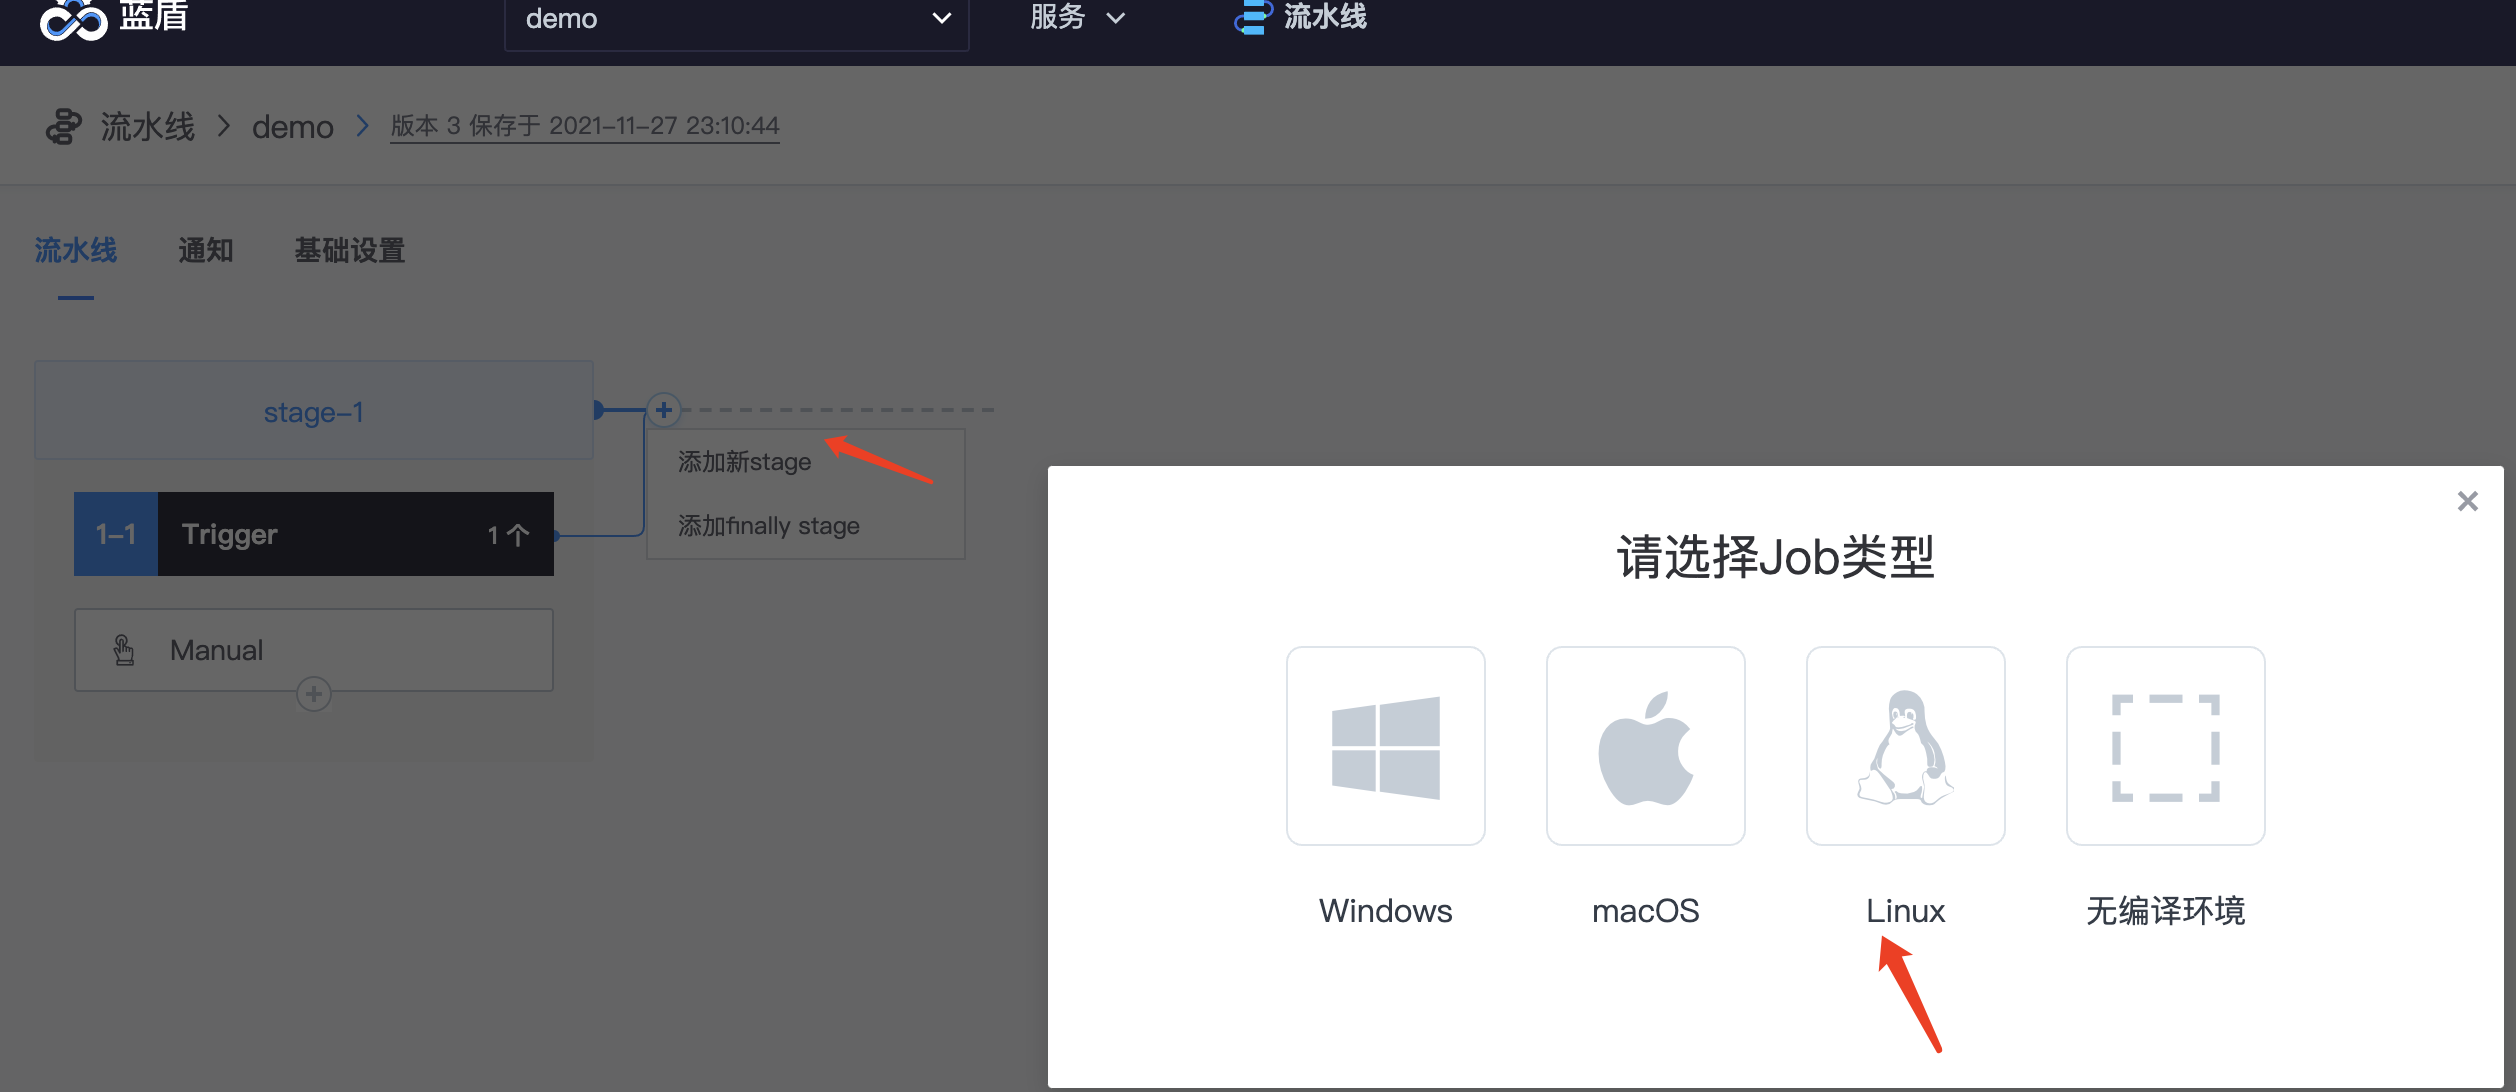 蓝盾
demo
服务
流水线
流水线 > demo > 版本 3 保存于 2021-11-27 23:10:44
流水线 通知 基础设置
stage-1
添加新stage
添加finally stage
1-1 Trigger 1 个
Manual
请选择Job类型
Windows
macOS
Linux
无编译环境